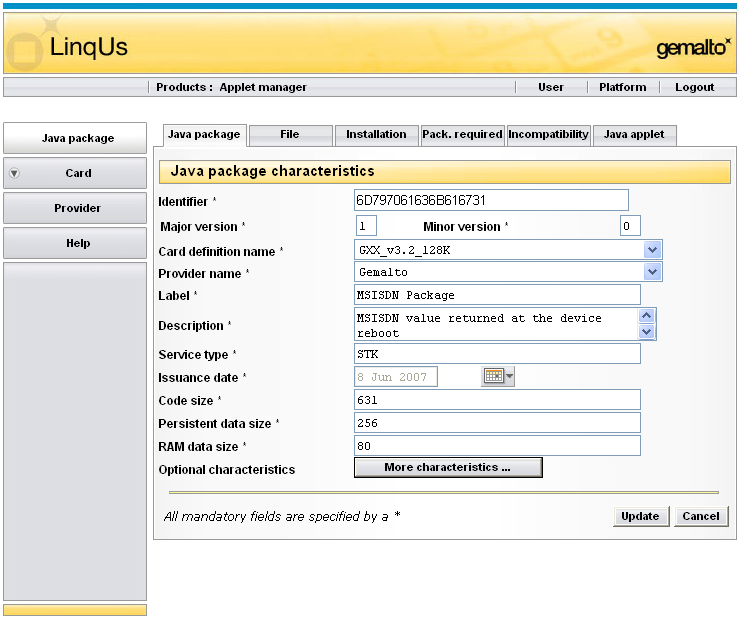 LinqUs
gemalto
Products : Applet manager
User
Platform
Logout
Java package
Card
Provider
Help
Java package
File
Installation
Pack. required
Incompatibility
Java applet
Java package characteristics
Identifier * 6D797061636B616731
Major version * 1 Minor version * 0
Card definition name * GXX_v3.2_128K
Provider name * Gemalto
Label * MSISDN Package
Description * MSISDN value returned at the device
reboot
Service type * STK
Issuance date * 8 Jun 2007
Code size * 631
Persistent data size * 256
RAM data size * 80
Optional characteristics More characteristics ...
All mandatory fields are specified by a *
Update
Cancel